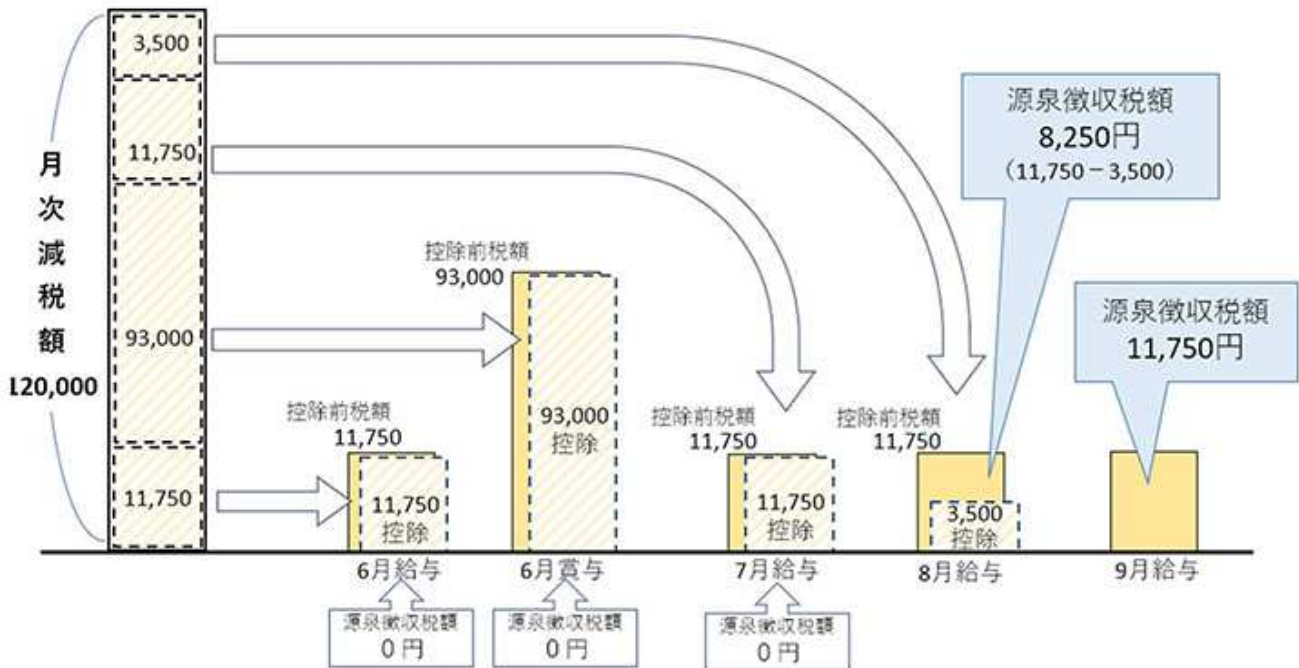 月次減税額
120,000
3,500
11,750
93,000
11,750
控除前税額
11,750
11,750
控除
6月給与
源泉徴収税額
0 円
控除前税額
93,000
93,000
控除
6月賞与
源泉徴収税額
0 円
控除前税額
11,750
11,750
控除
7月給与
源泉徴収税額
0 円
控除前税額
11,750
3,500
控除
8月給与
源泉徴収税額
8,250円
（11,750－3,500）
源泉徴収税額
11,750円
9月給与